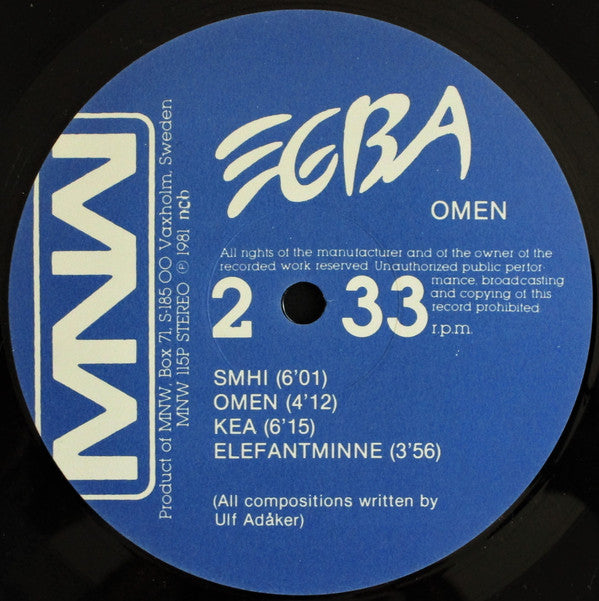 EGBA
OMEN
All rights of the manufacturer and of the owner of the
recorded work reserved. Unauthorized public perfor-
mance, broadcasting
and copying of this
record prohibited
2 33
r.p.m.
SMHI (6'01)
OMEN (4'12)
KEA (6'15)
ELEFANTMINNE (3'56)
(All compositions written by
Ulf Adåker)
MNW
Product of MNW, Box 71, S-185 00 Vaxholm, Sweden
MNW 115P STEREO ℗ 1981 ncb